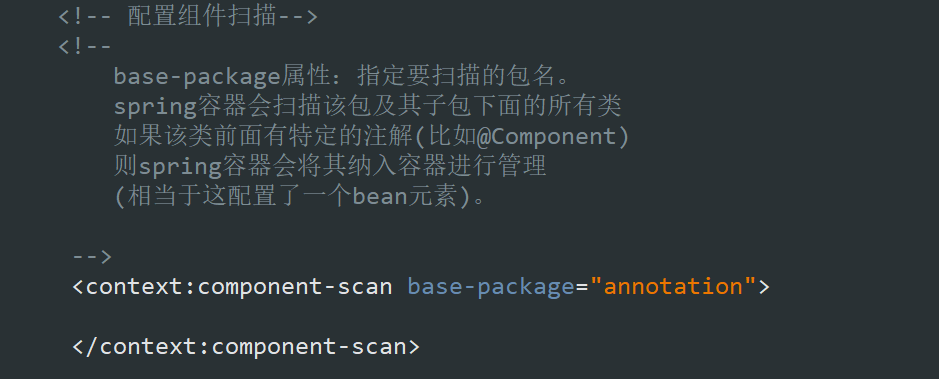 <!-- 配置组件扫描-->
<!--
base-package属性：指定要扫描的包名。
spring容器会扫描该包及其子包下面的所有类
如果该类前面有特定的注解(比如@Component)
则spring容器会将其纳入容器进行管理
(相当于这配置了一个bean元素)。
-->
<context:component-scan base-package="annotation">
</context:component-scan>